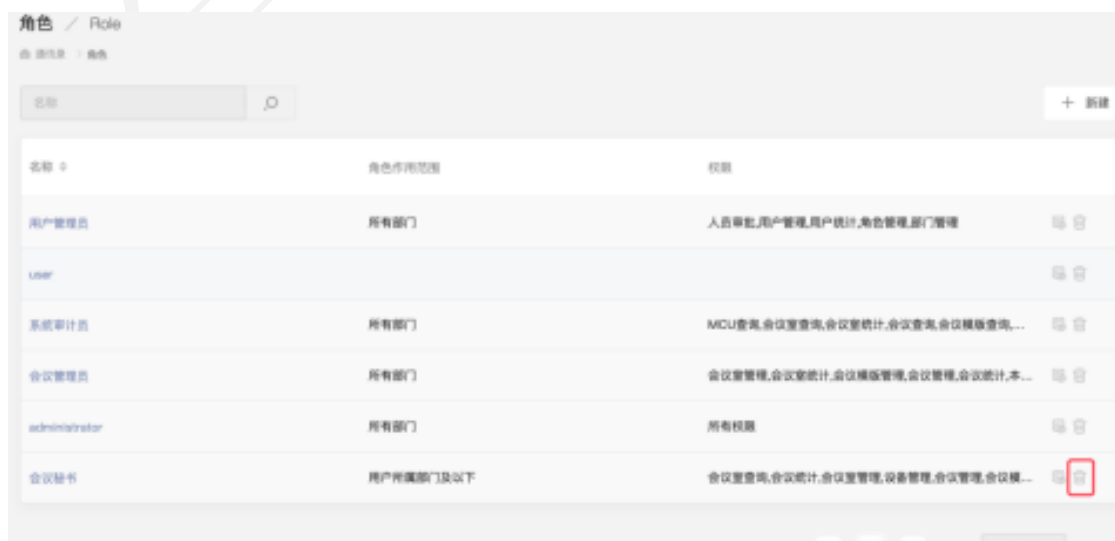 角色 / Role
通讯录 > 角色
名称
+ 新建
名称 角色作用范围 权限
用户管理员 所有部门 人员审批,用户管理,用户统计,角色管理,部门管理
user
系统审计员 所有部门 MCU查询,会议室查询,会议室统计,会议查询,会议模版查询,...
会议管理员 所有部门 会议室管理,会议室统计,会议模版管理,会议管理,会议统计,本...
administrator 所有部门 所有权限
会议秘书 用户所属部门及以下 会议室查询,会议统计,会议室管理,设备管理,会议管理,会议模...